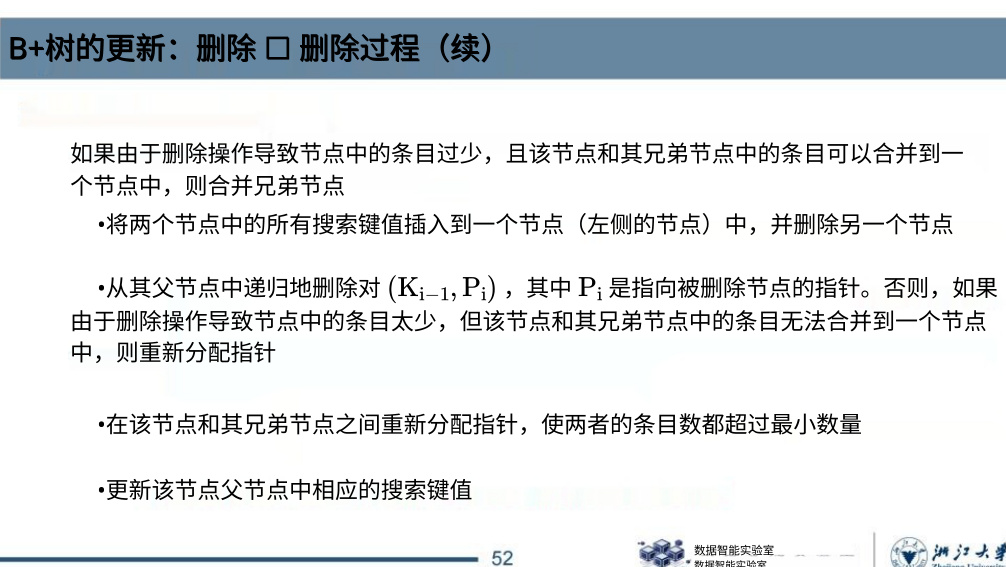 B+树的更新：删除 □ 删除过程（续）
如果由于删除操作导致节点中的条目过少，且该节点和其兄弟节点中的条目可以合并到一
个节点中，则合并兄弟节点
•将两个节点中的所有搜索键值插入到一个节点（左侧的节点）中，并删除另一个节点
•从其父节点中递归地删除对 (K_{i−1}, P_i) ，其中 P_i 是指向被删除节点的指针。否则，如果
由于删除操作导致节点中的条目太少，但该节点和其兄弟节点中的条目无法合并到一个节点
中，则重新分配指针
•在该节点和其兄弟节点之间重新分配指针，使两者的条目数都超过最小数量
•更新该节点父节点中相应的搜索键值
52
数据智能实验室
数据智能实验室
浙江大学
Zhejiang University